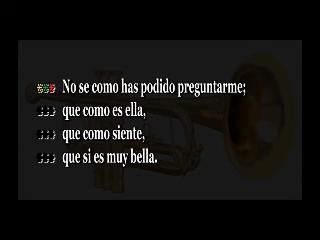 No se como has podido preguntarme;
que como es ella,
que como siente,
que si es muy bella.